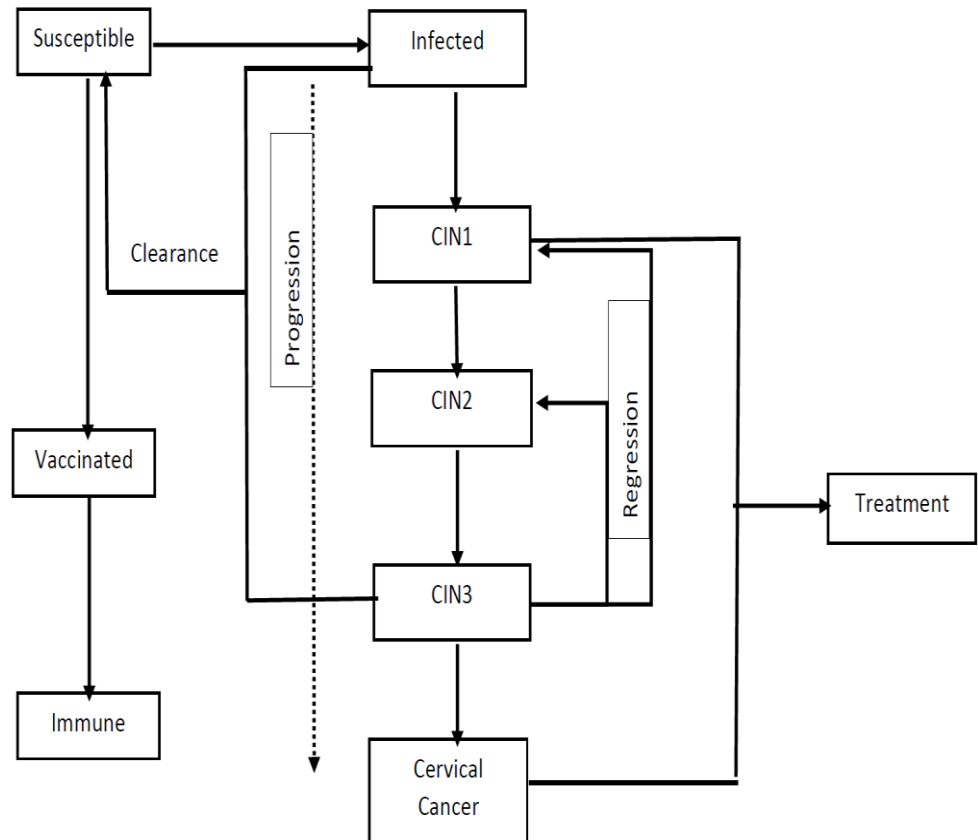 Susceptible
Infected
CIN1
Clearance
Progression
CIN2
Regression
Vaccinated
Treatment
CIN3
Immune
Cervical
Cancer